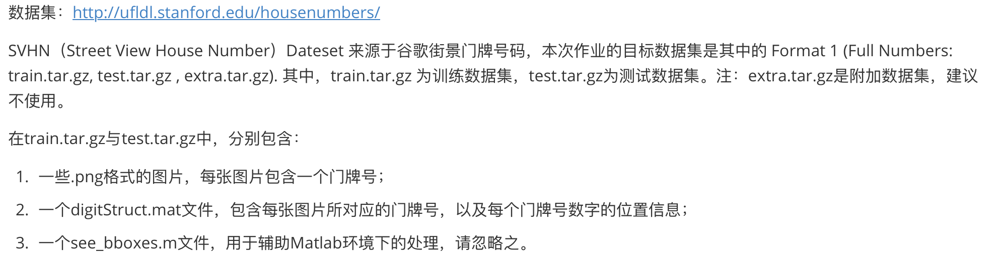 数据集：http://ufldl.stanford.edu/housenumbers/
SVHN（Street View House Number）Dateset 来源于谷歌街景门牌号码，本次作业的目标数据集是其中的 Format 1 (Full Numbers:
train.tar.gz, test.tar.gz , extra.tar.gz). 其中，train.tar.gz 为训练数据集，test.tar.gz为测试数据集。注：extra.tar.gz是附加数据集，建议
不使用。
在train.tar.gz与test.tar.gz中，分别包含：
1. 一些.png格式的图片，每张图片包含一个门牌号；
2. 一个digitStruct.mat文件，包含每张图片所对应的门牌号，以及每个门牌号数字的位置信息；
3. 一个see_bboxes.m文件，用于辅助Matlab环境下的处理，请忽略之。